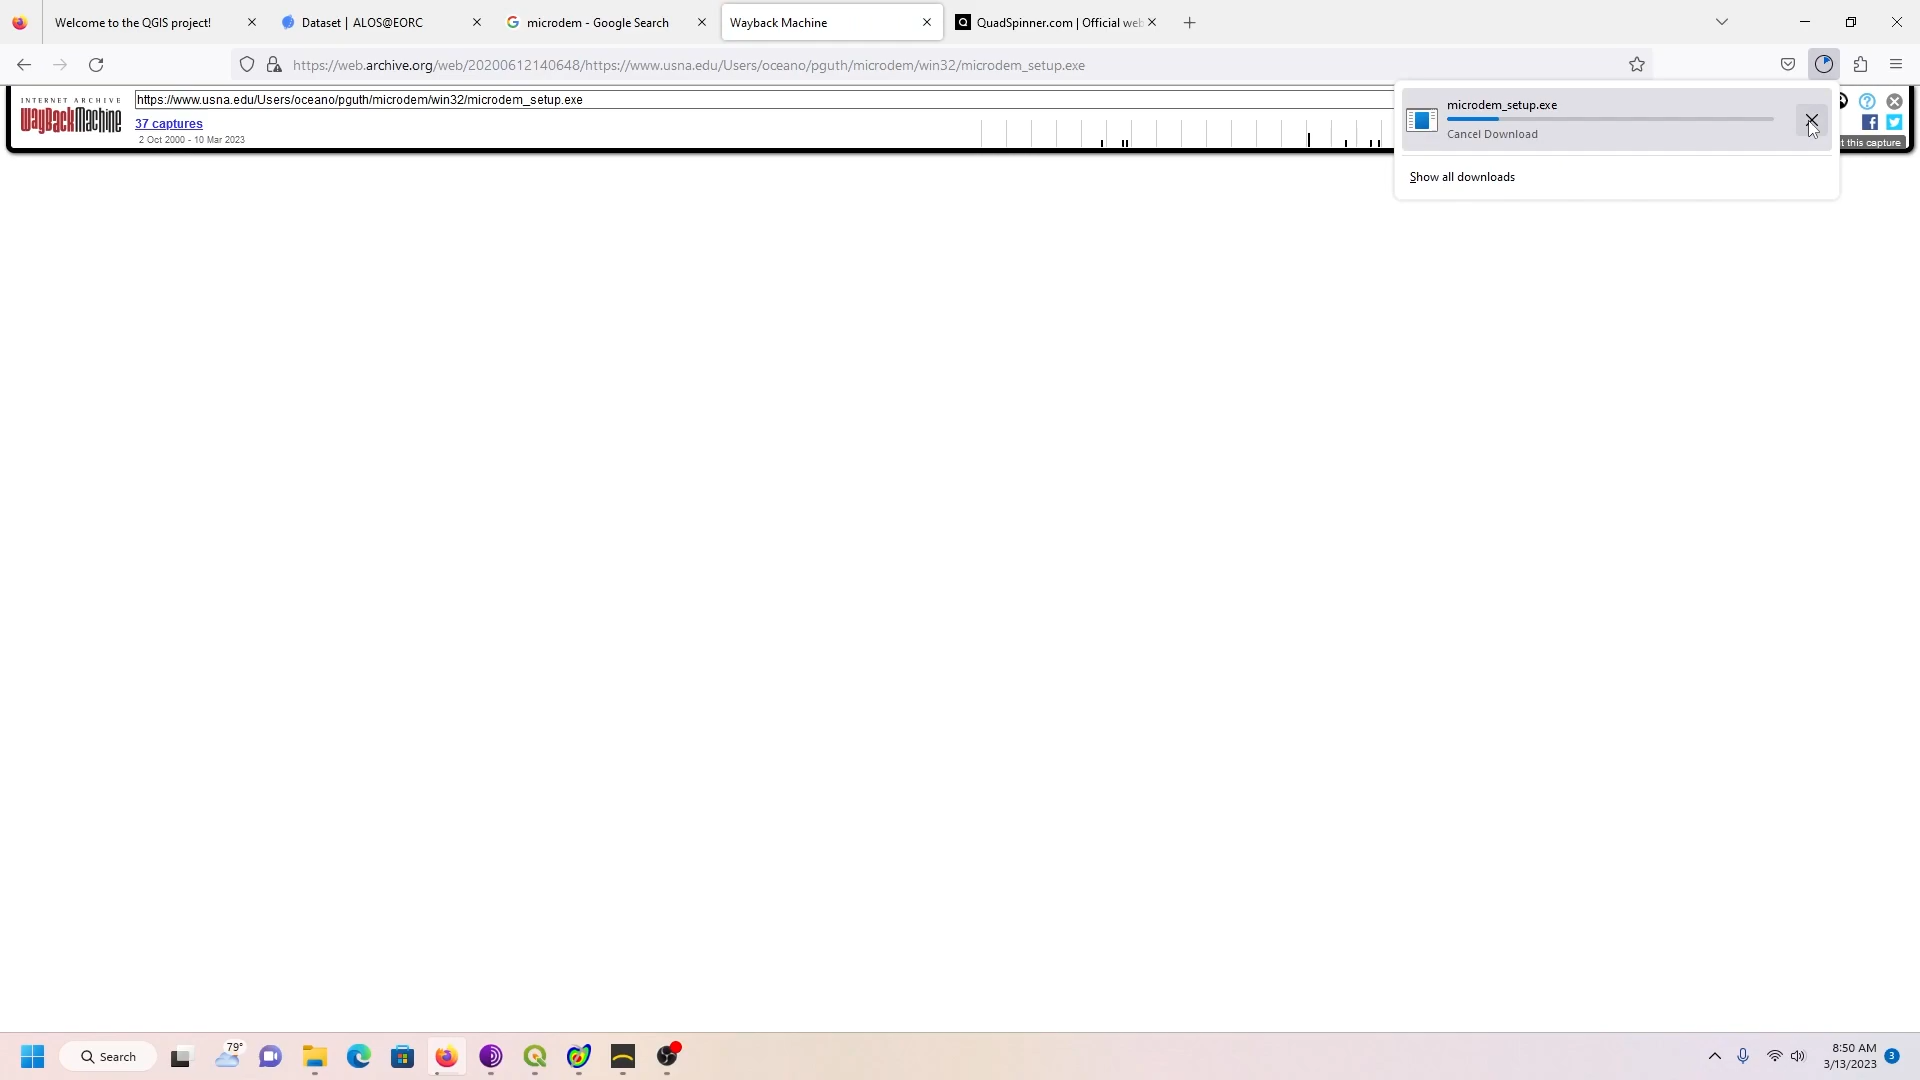 Welcome to the QGIS project!
Dataset | ALOS@EORC
microdem - Google Search
Wayback Machine
QuadSpinner.com | Official web
https://web.archive.org/web/20200612140648/https://www.usna.edu/Users/oceano/pguth/microdem/win32/microdem_setup.exe
INTERNET ARCHIVE
WayBackMachine
https://www.usna.edu/Users/oceano/pguth/microdem/win32/microdem_setup.exe
37 captures
2 Oct 2000 - 10 Mar 2023
microdem_setup.exe
Cancel Download
Show all downloads
t this capture
Search
79°
8:50 AM
3/13/2023
3